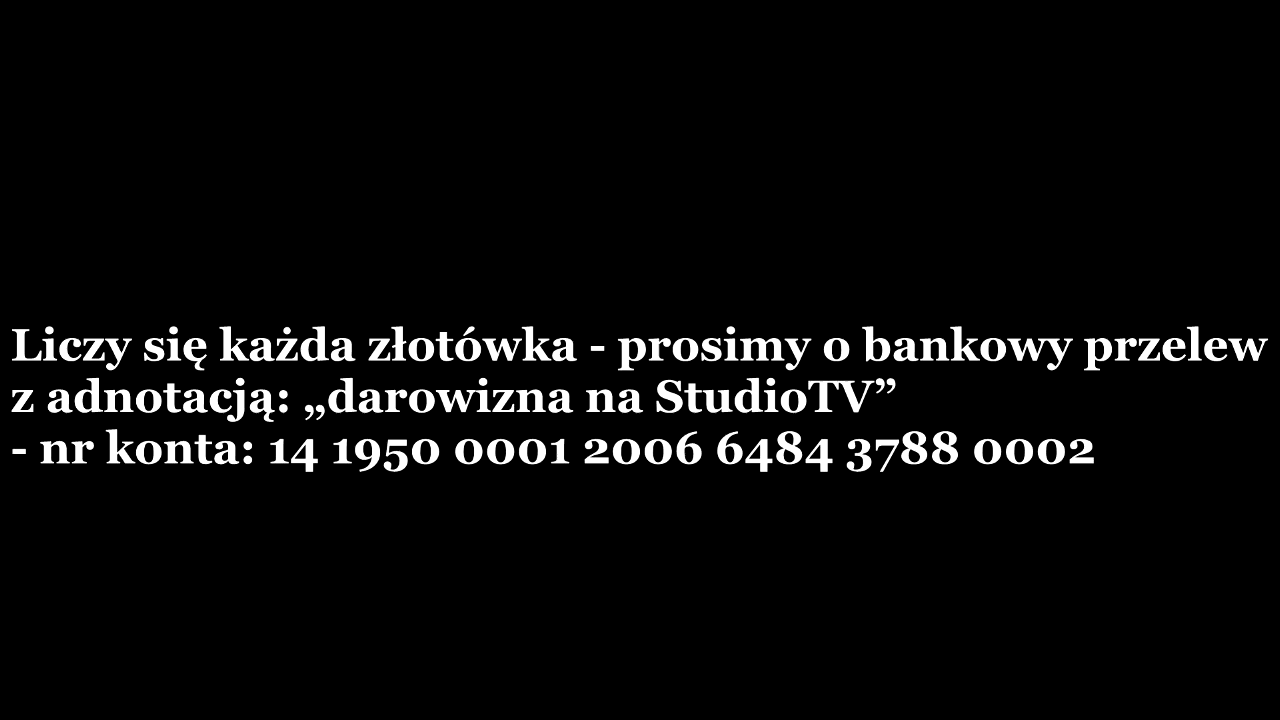 Liczy się każda złotówka - prosimy o bankowy przelew
z adnotacją: „darowizna na StudioTV”
- nr konta: 14 1950 0001 2006 6484 3788 0002